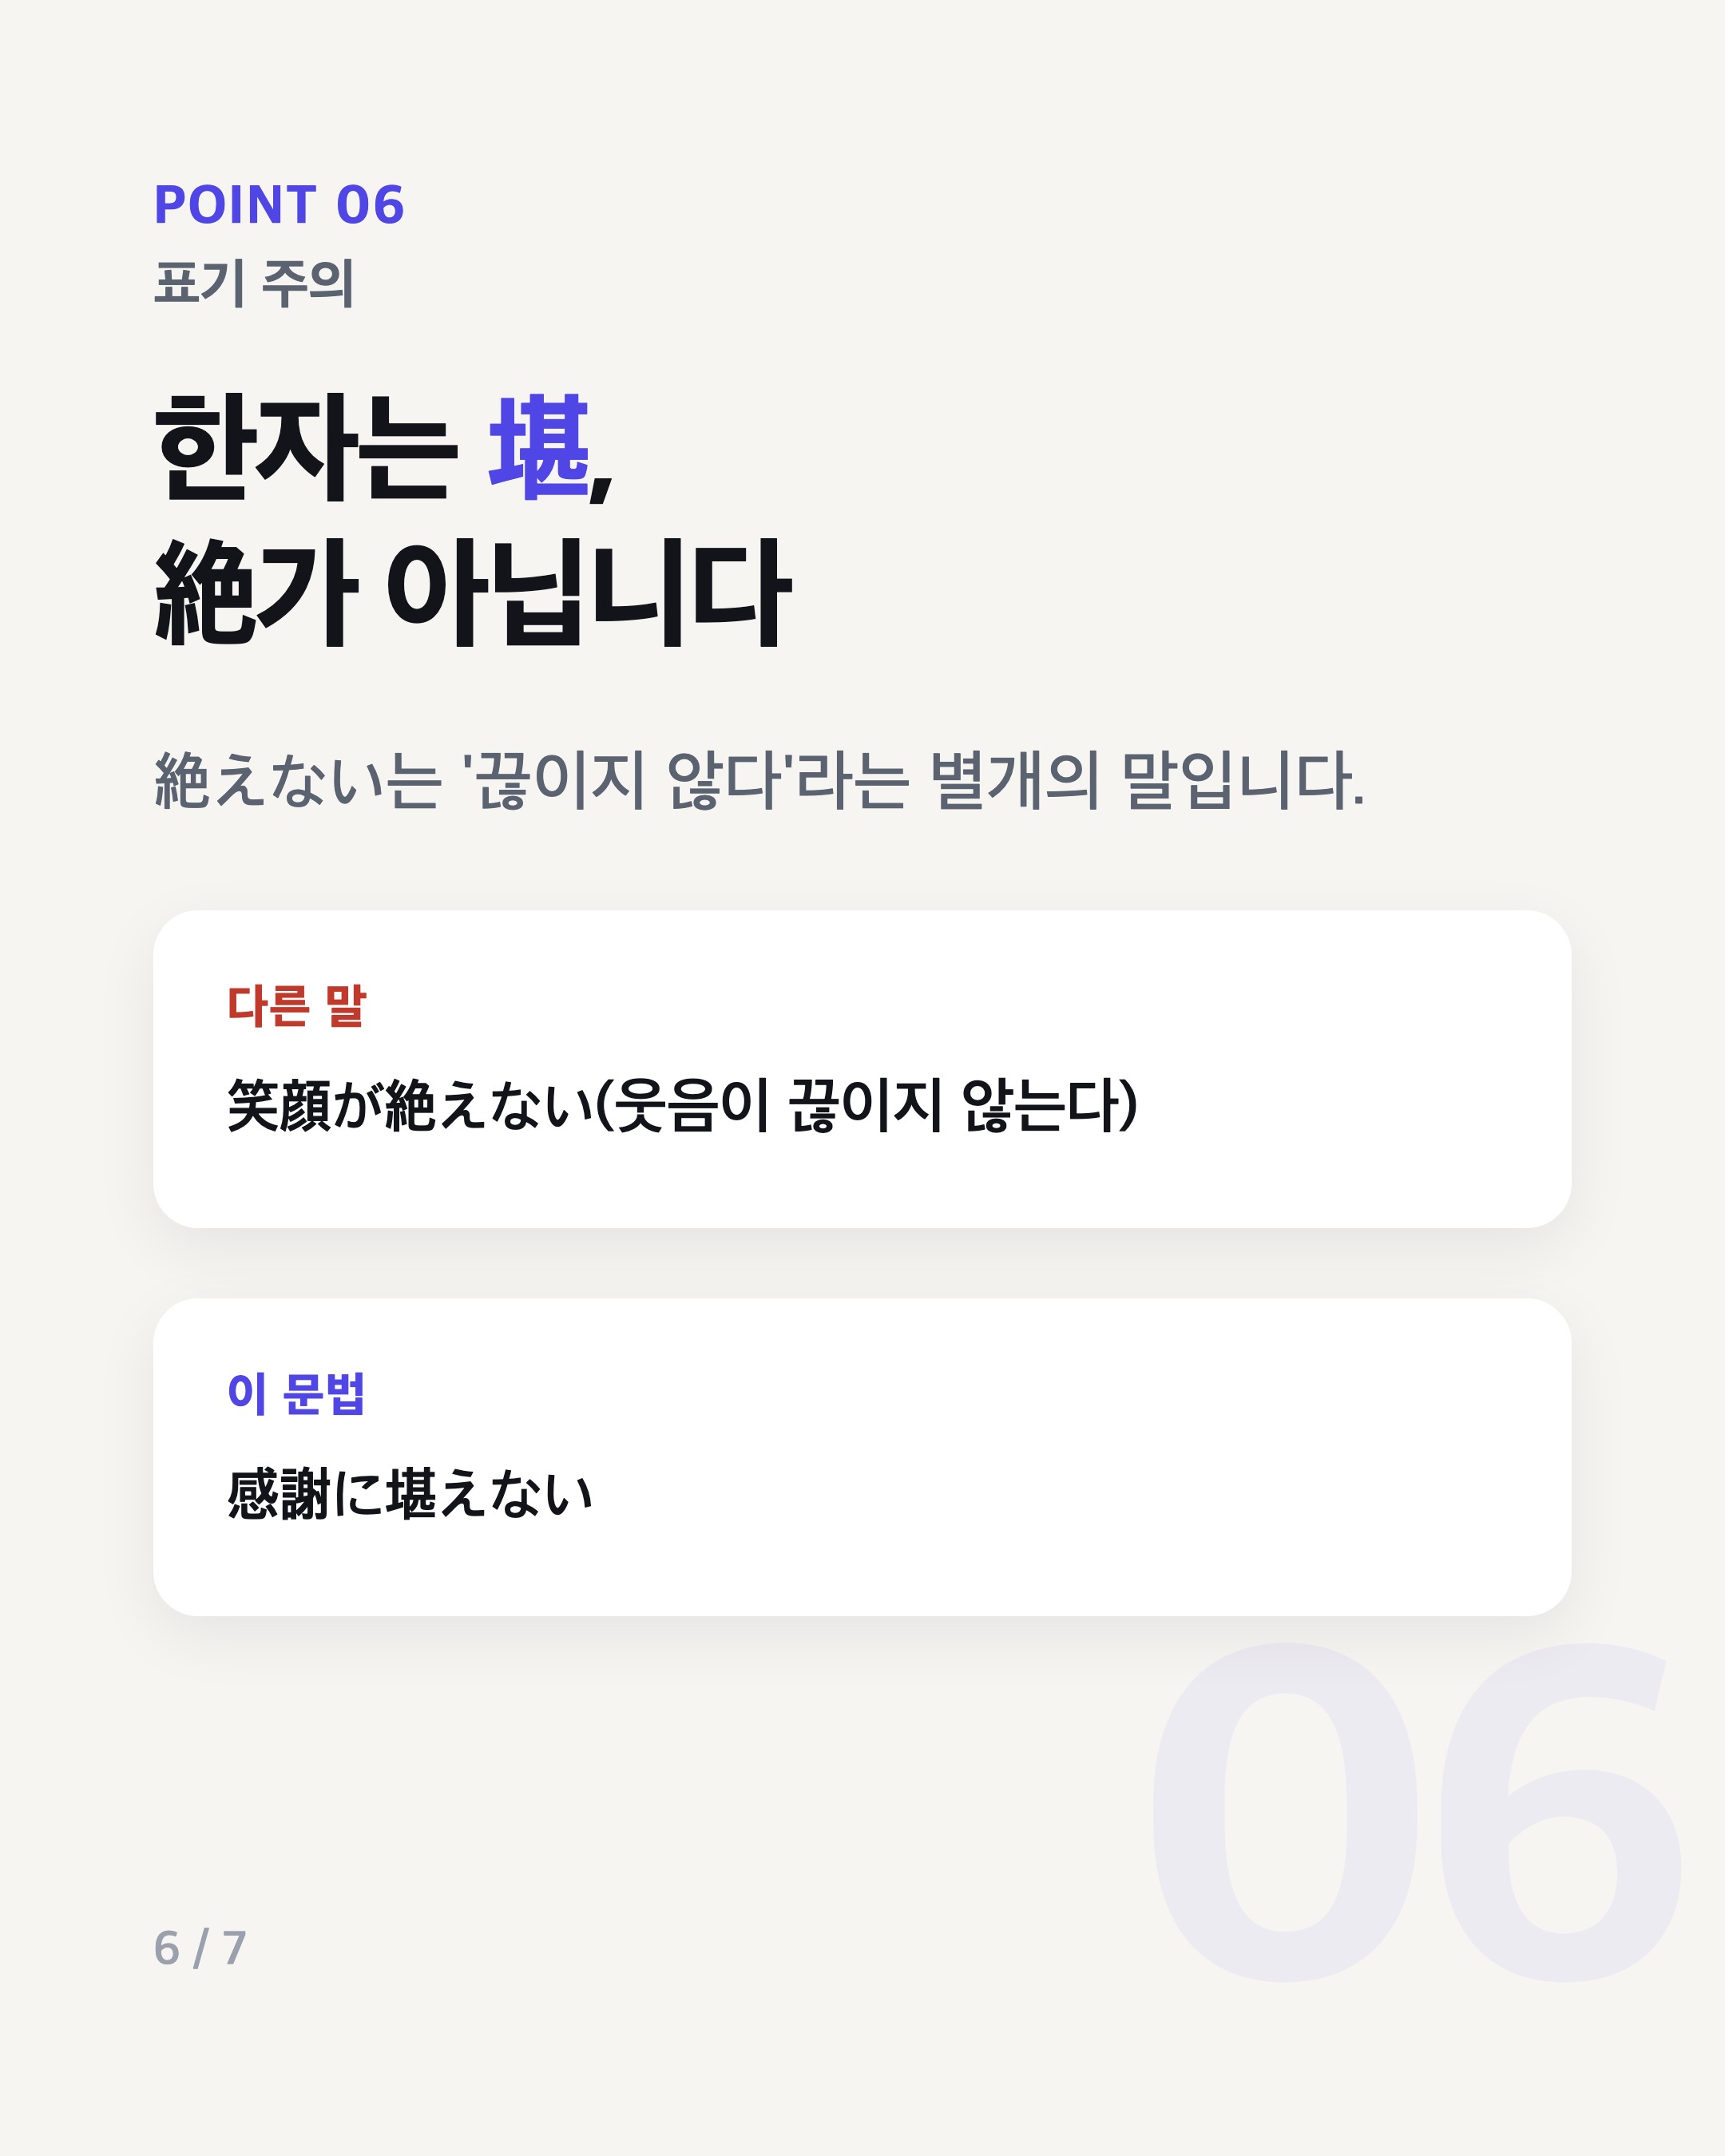 POINT 06
표기 주의
한자는 堪,
絶가 아닙니다
絶えない는 '끊이지 않다'라는 별개의 말입니다.
다른 말
笑顔が絶えない(웃음이 끊이지 않는다)
이 문법
感謝に堪えない
06
6 / 7